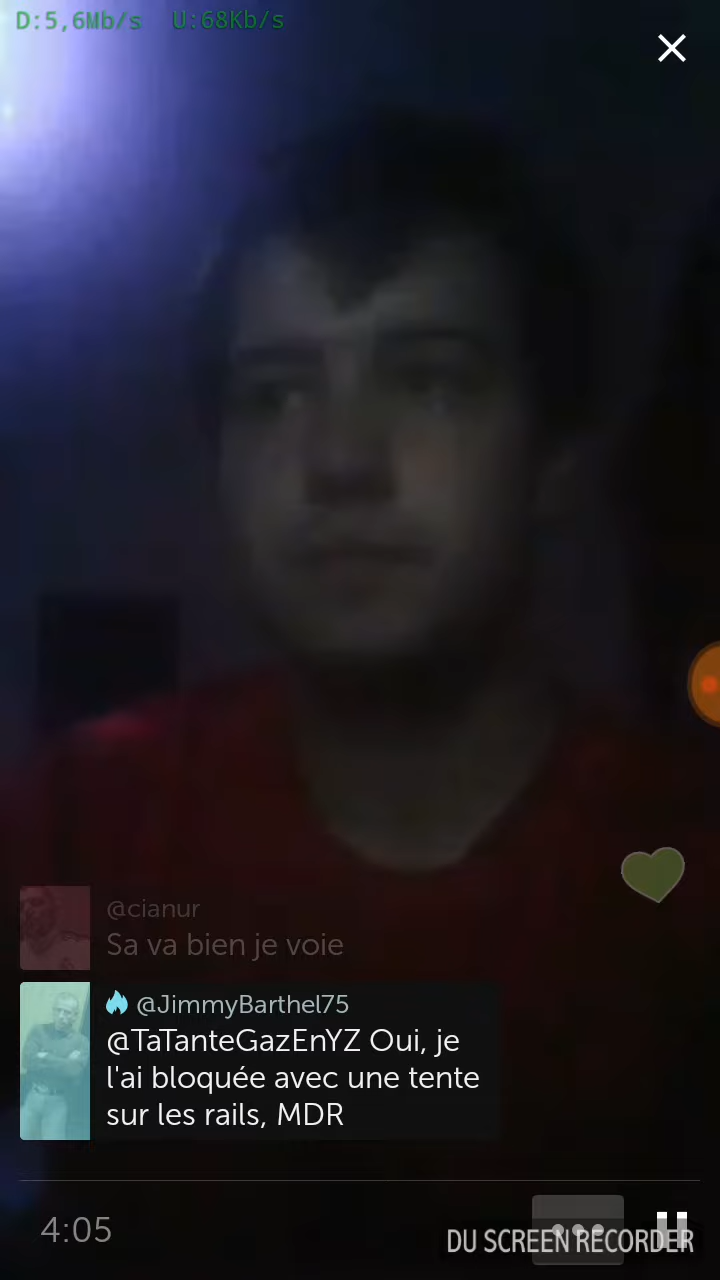 D:5,6Mb/s U:68Kb/s
@cianur
Sa va bien je voie
@JimmyBarthel75
@TaTanteGazEnYZ Oui, je
l'ai bloquée avec une tente
sur les rails, MDR
4:05
DU SCREEN RECORDER